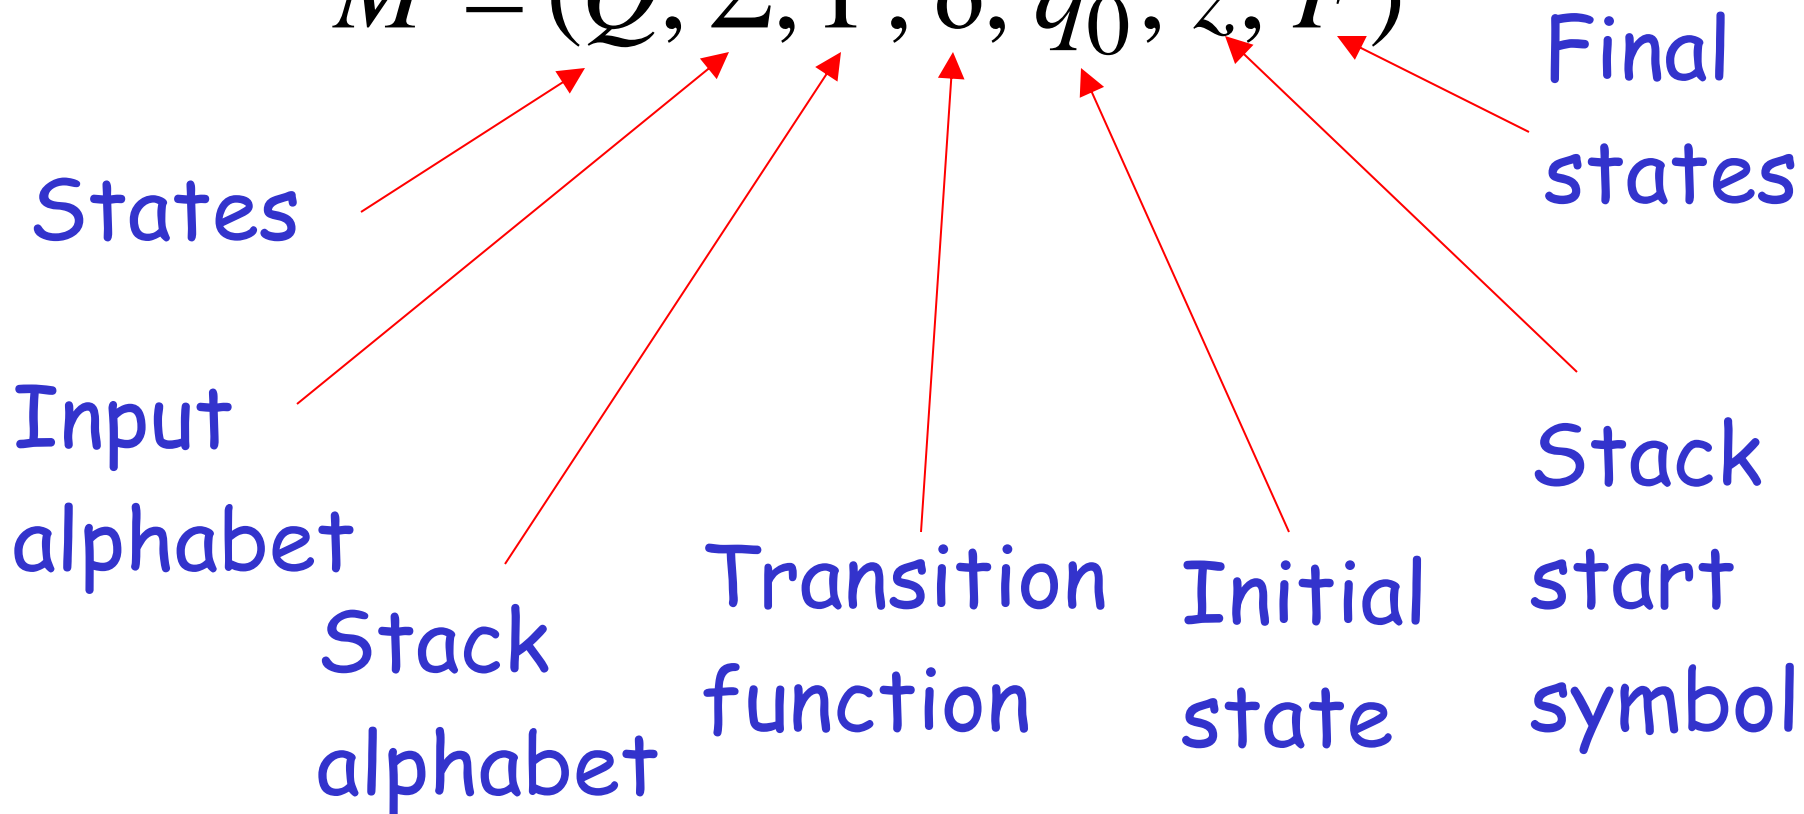 M = (Q, Σ, Γ, δ, q0, z, F)
Final
states
States
Input
alphabet
Stack
alphabet
Transition
function
Initial
state
Stack
start
symbol